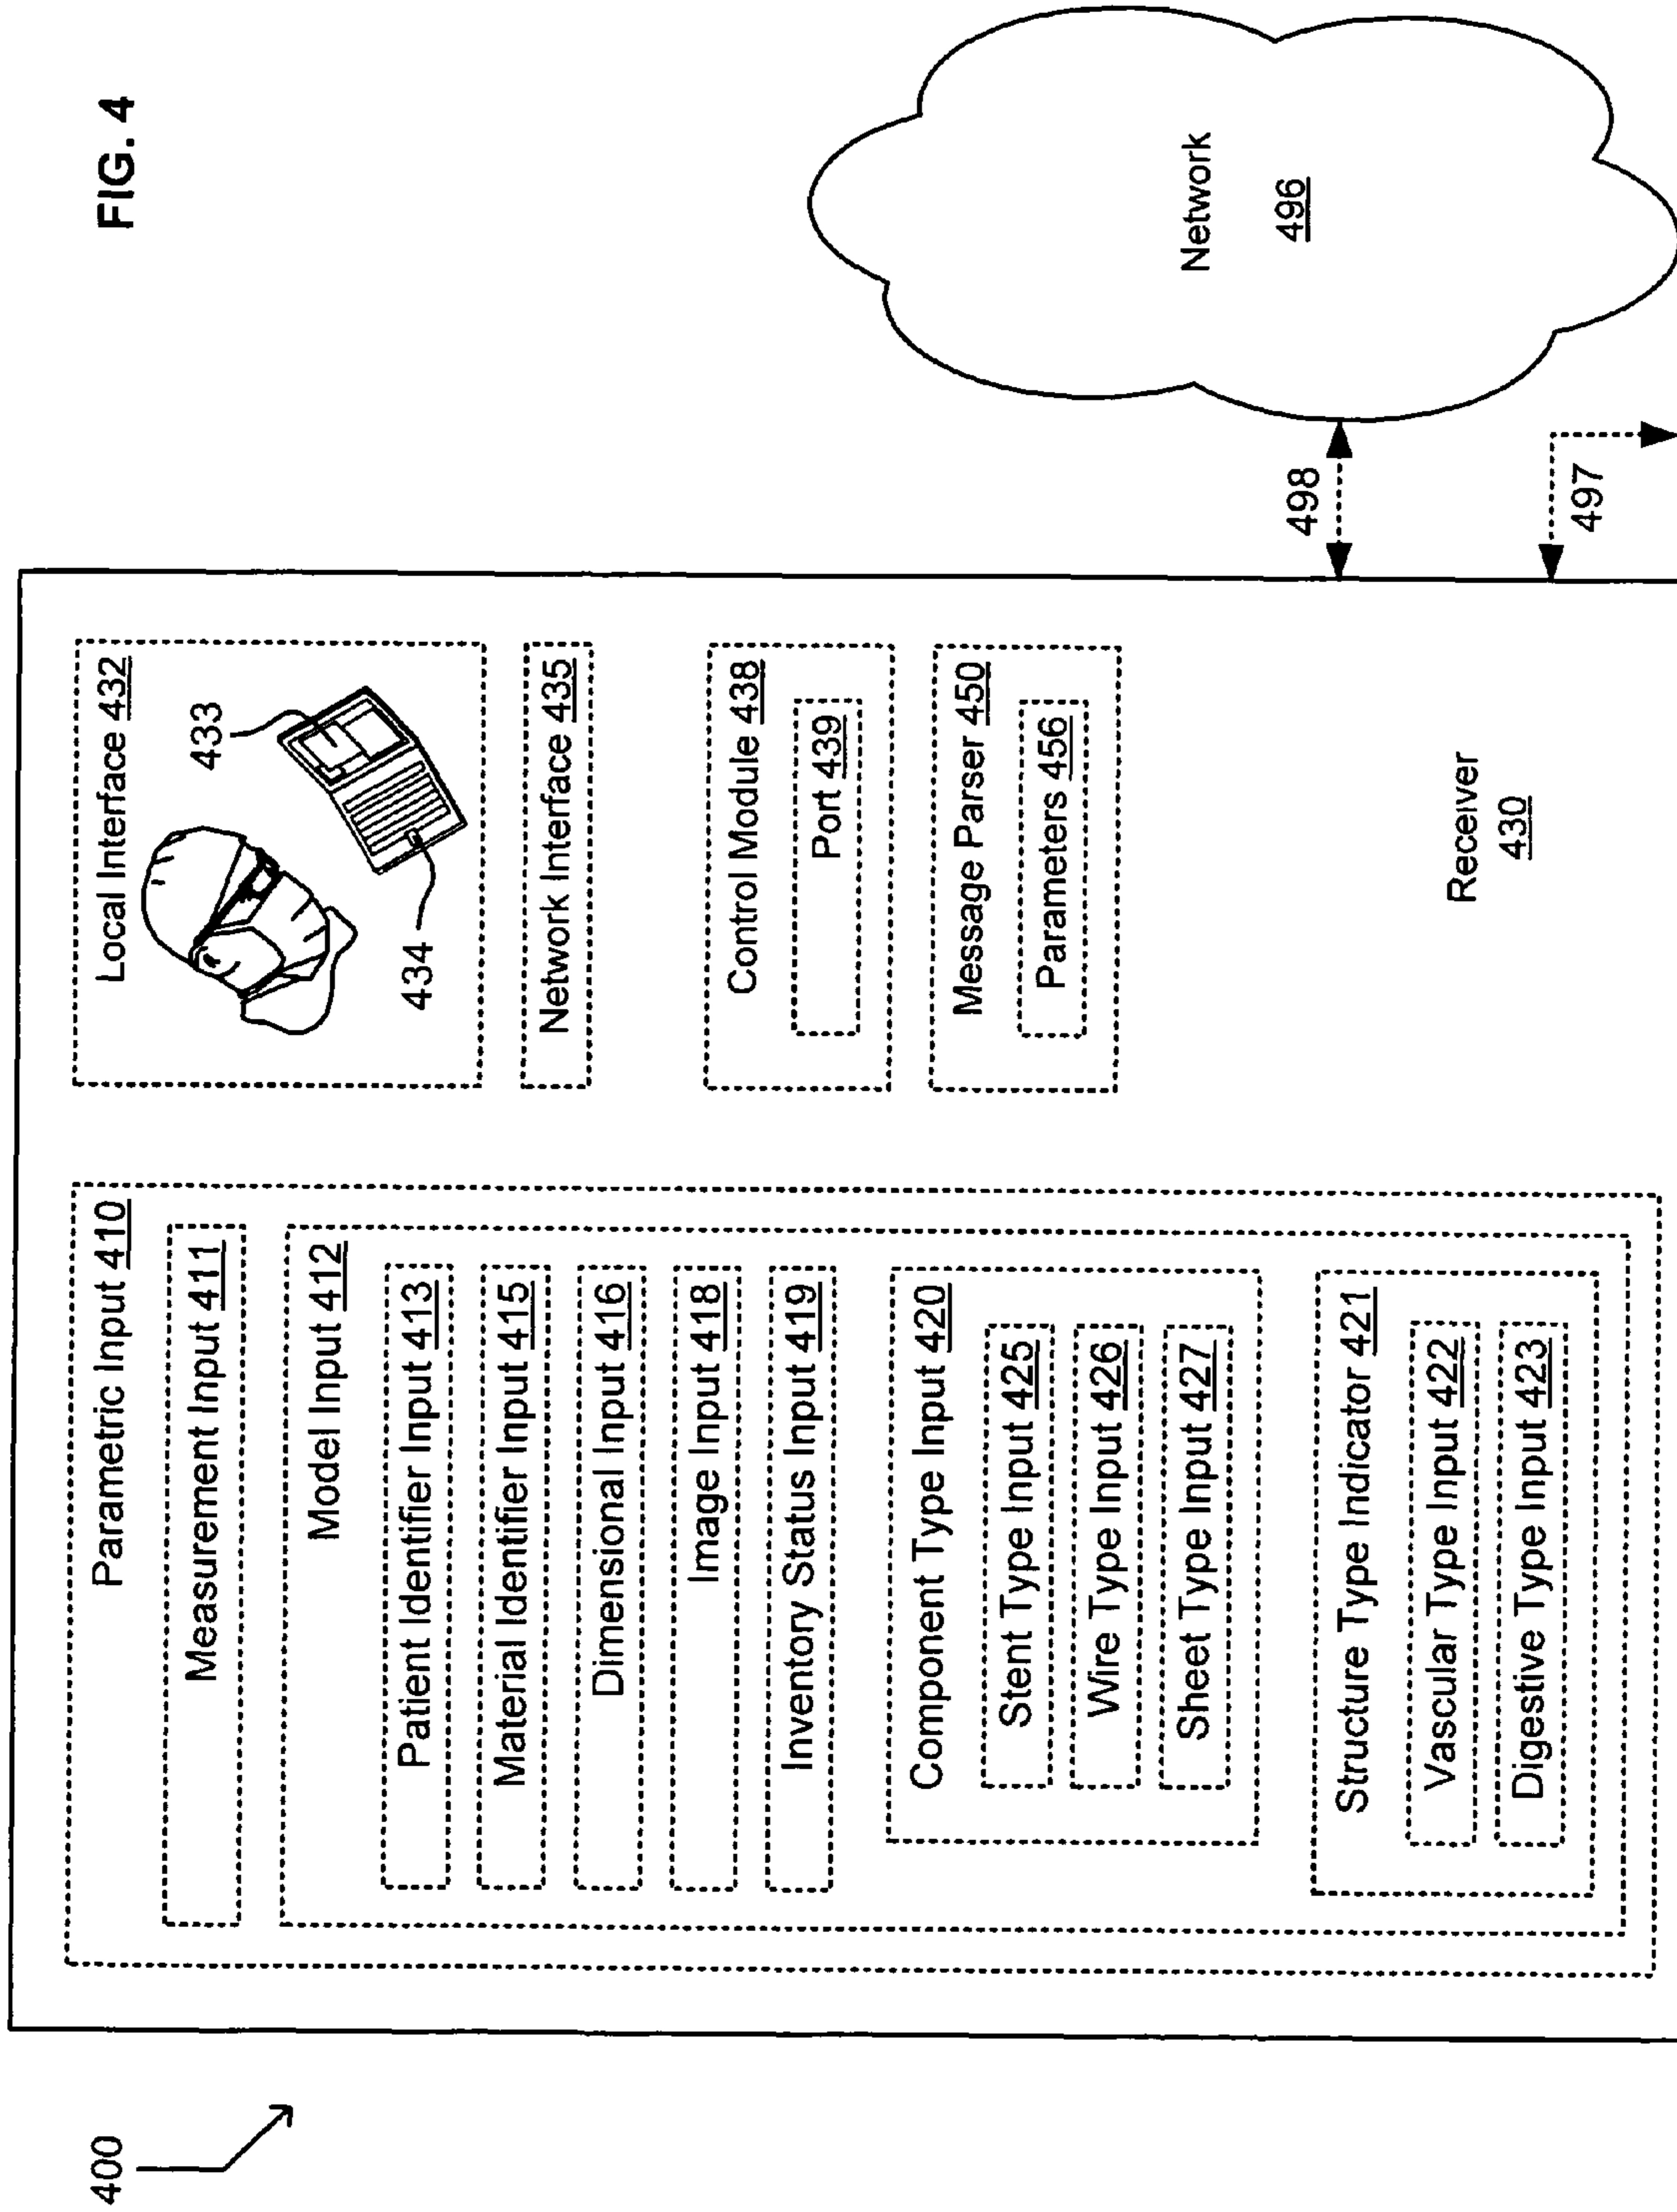 FIG. 4
400
Parametric Input 410
Measurement Input 411
Model Input 412
Patient Identifier Input 413
Material Identifier Input 415
Dimensional Input 416
Image Input 418
Inventory Status Input 419
Component Type Input 420
Stent Type Input 425
Wire Type Input 426
Sheet Type Input 427
Structure Type Indicator 421
Vascular Type Input 422
Digestive Type Input 423
Local Interface 432
433
434
Network Interface 435
Control Module 438
Port 439
Message Parser 450
Parameters 456
Receiver
430
498
497
Network
496